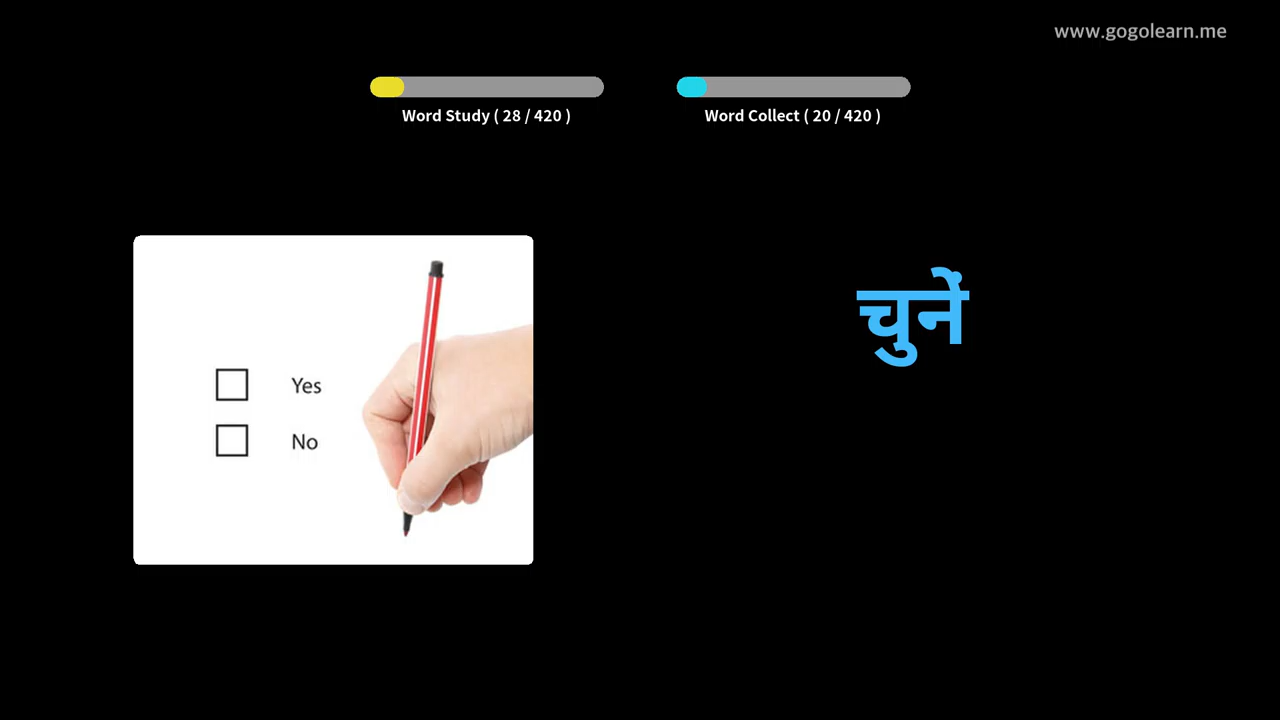 www.gogolearn.me
Word Study ( 28 / 420 )
Word Collect ( 20 / 420 )
चुनें
Yes
No